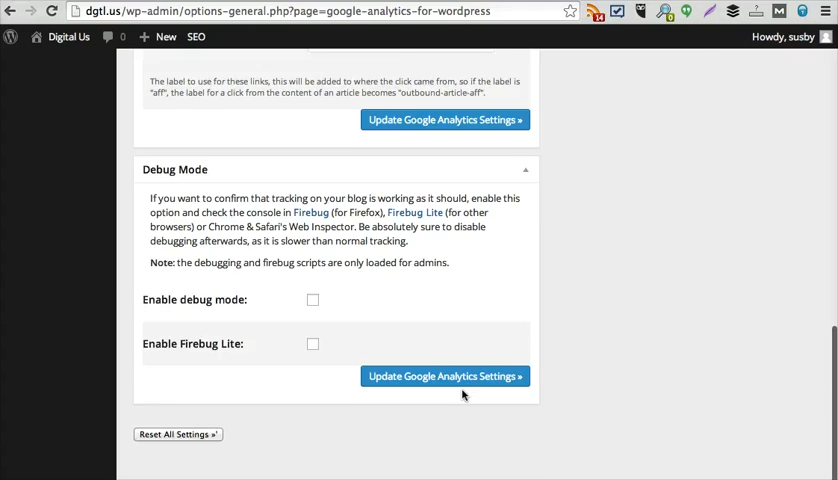 dgtl.us/wp-admin/options-general.php?page=google-analytics-for-wordpress
14
0
?
M
Digital Us
0
New
SEO
Howdy, susby
The label to use for these links, this will be added to where the click came from, so if the label is
"aff", the label for a click from the content of an article becomes "outbound-article-aff".
Update Google Analytics Settings »
Debug Mode
If you want to confirm that tracking on your blog is working as it should, enable this
option and check the console in Firebug (for Firefox), Firebug Lite (for other
browsers) or Chrome & Safari's Web Inspector. Be absolutely sure to disable
debugging afterwards, as it is slower than normal tracking.
Note: the debugging and firebug scripts are only loaded for admins.
Enable debug mode:
Enable Firebug Lite:
Update Google Analytics Settings »
Reset All Settings »'